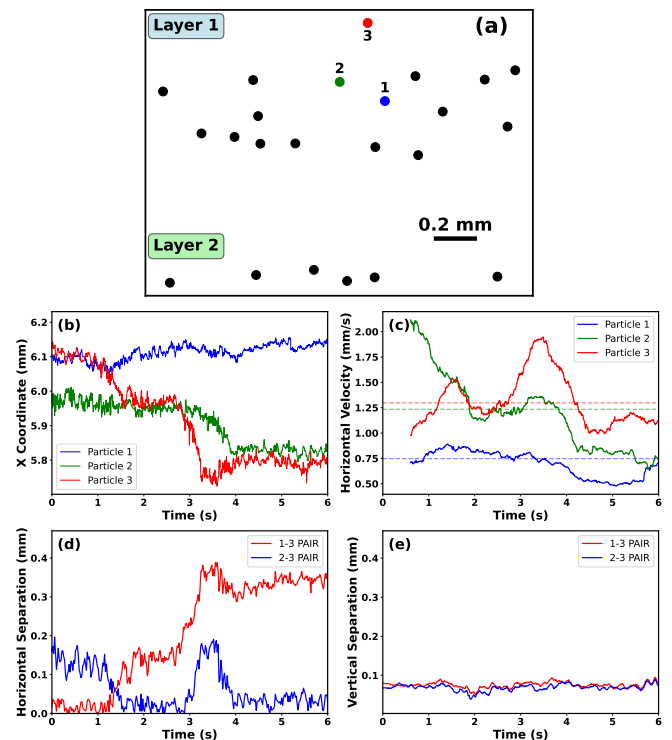 Layer 1
(a)
3
2
1
0.2 mm
Layer 2
(b)
6.2
6.1
6.0
5.9
5.8
X Coordinate (mm)
Particle 1
Particle 2
Particle 3
0 1 2 3 4 5 6
Time (s)
(c)
2.00
1.75
1.50
1.25
1.00
0.75
0.50
Horizontal Velocity (mm/s)
Particle 1
Particle 2
Particle 3
0 1 2 3 4 5 6
Time (s)
(d)
0.4
0.3
0.2
0.1
0.0
Horizontal Separation (mm)
1-3 PAIR
2-3 PAIR
0 1 2 3 4 5 6
Time (s)
(e)
0.4
0.3
0.2
0.1
Vertical Separation (mm)
1-3 PAIR
2-3 PAIR
0 1 2 3 4 5 6
Time (s)